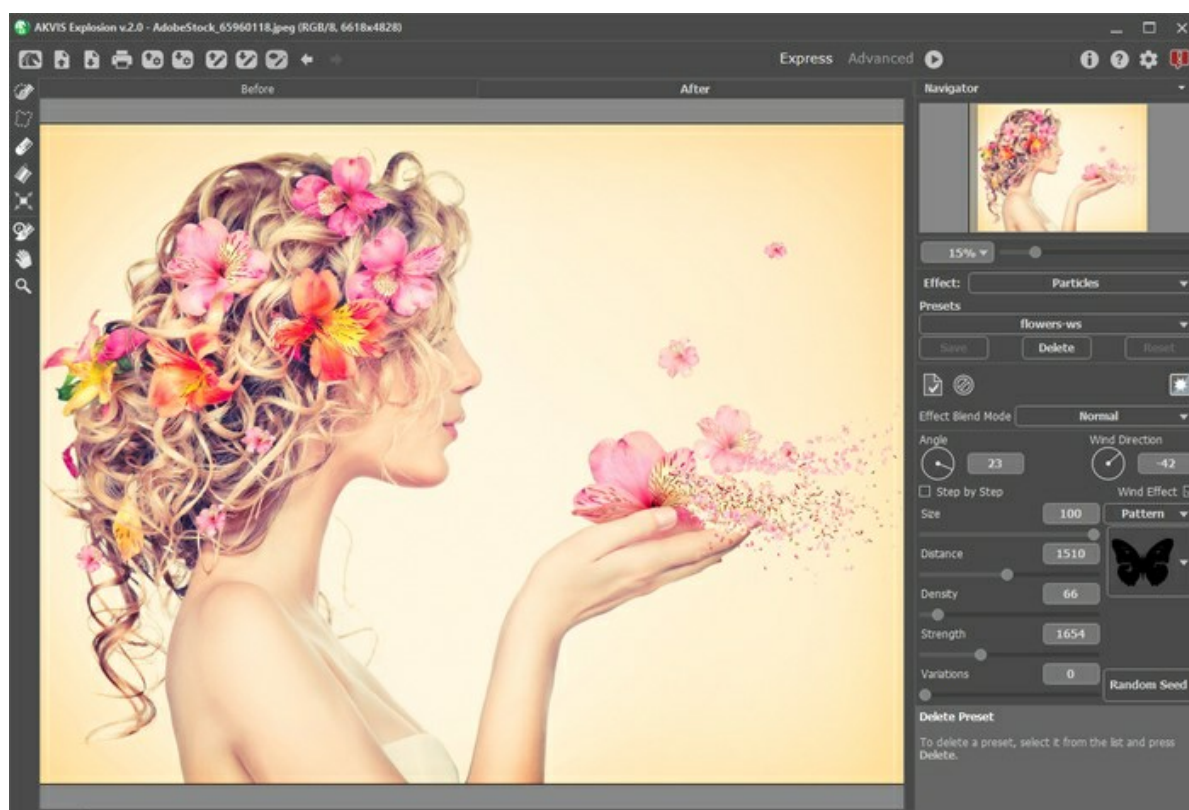 AKVIS Explosion v.2.0 - AdobeStock_65960118.jpeg (RGB/8, 6618x4828)
Express Advanced
Before After
Navigator
15%
Effect: Particles
Presets
flowers-ws
Save Delete Reset
Effect Blend Mode Normal
Angle Wind Direction
23 -42
Step by Step Wind Effect
Size 100 Pattern
Distance 1510
Density 66
Strength 1654
Variations 0 Random Seed
Delete Preset
To delete a preset, select it from the list and press
Delete.